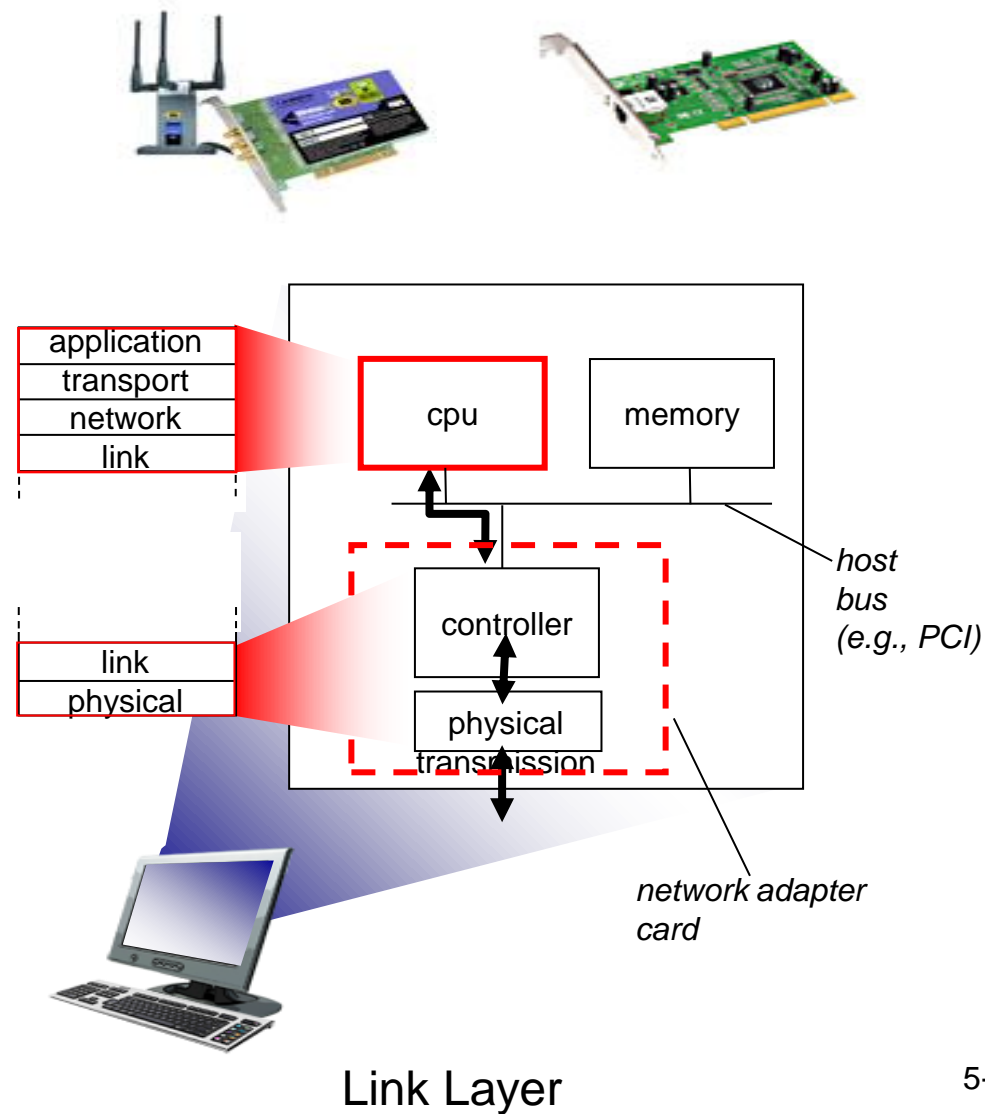 application
transport
network
link
cpu
memory
host
bus
(e.g., PCI)
controller
link
physical
physical
transmission
network adapter
card
Link Layer
5-